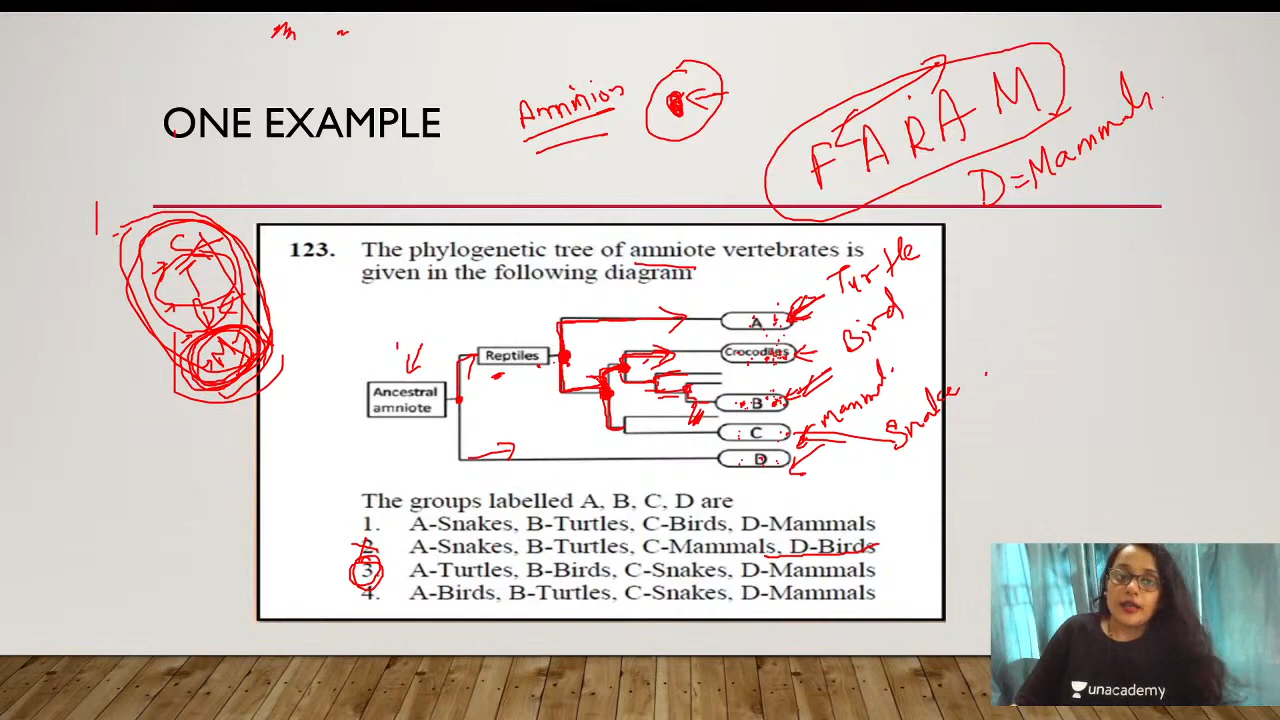 ONE EXAMPLE
Amnion
F A R A M
D=Mammals.
1.
123. The phylogenetic tree of amniote vertebrates is
given in the following diagram
Turtle
A
Bird
Reptiles
Crocodiles
Ancestral
amniote
B
Mammal
Snake
C
D
M
The groups labelled A, B, C, D are
1. A-Snakes, B-Turtles, C-Birds, D-Mammals
2. A-Snakes, B-Turtles, C-Mammals, D-Birds
3. A-Turtles, B-Birds, C-Snakes, D-Mammals
4. A-Birds, B-Turtles, C-Snakes, D-Mammals
unacademy